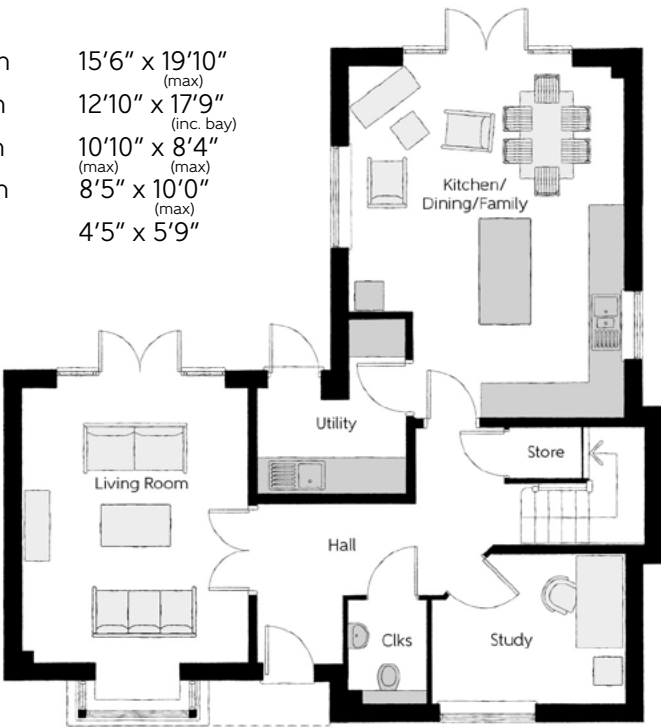 n 15’6” x 19’10”
(max)
n 12’10” x 17’9”
(inc. bay)
n 10’10” x 8’4”
(max) (max)
n 8’5” x 10’0”
(max)
4’5” x 5’9”
Kitchen/
Dining/Family
Utility
Store
Living Room
Hall
Clks
Study